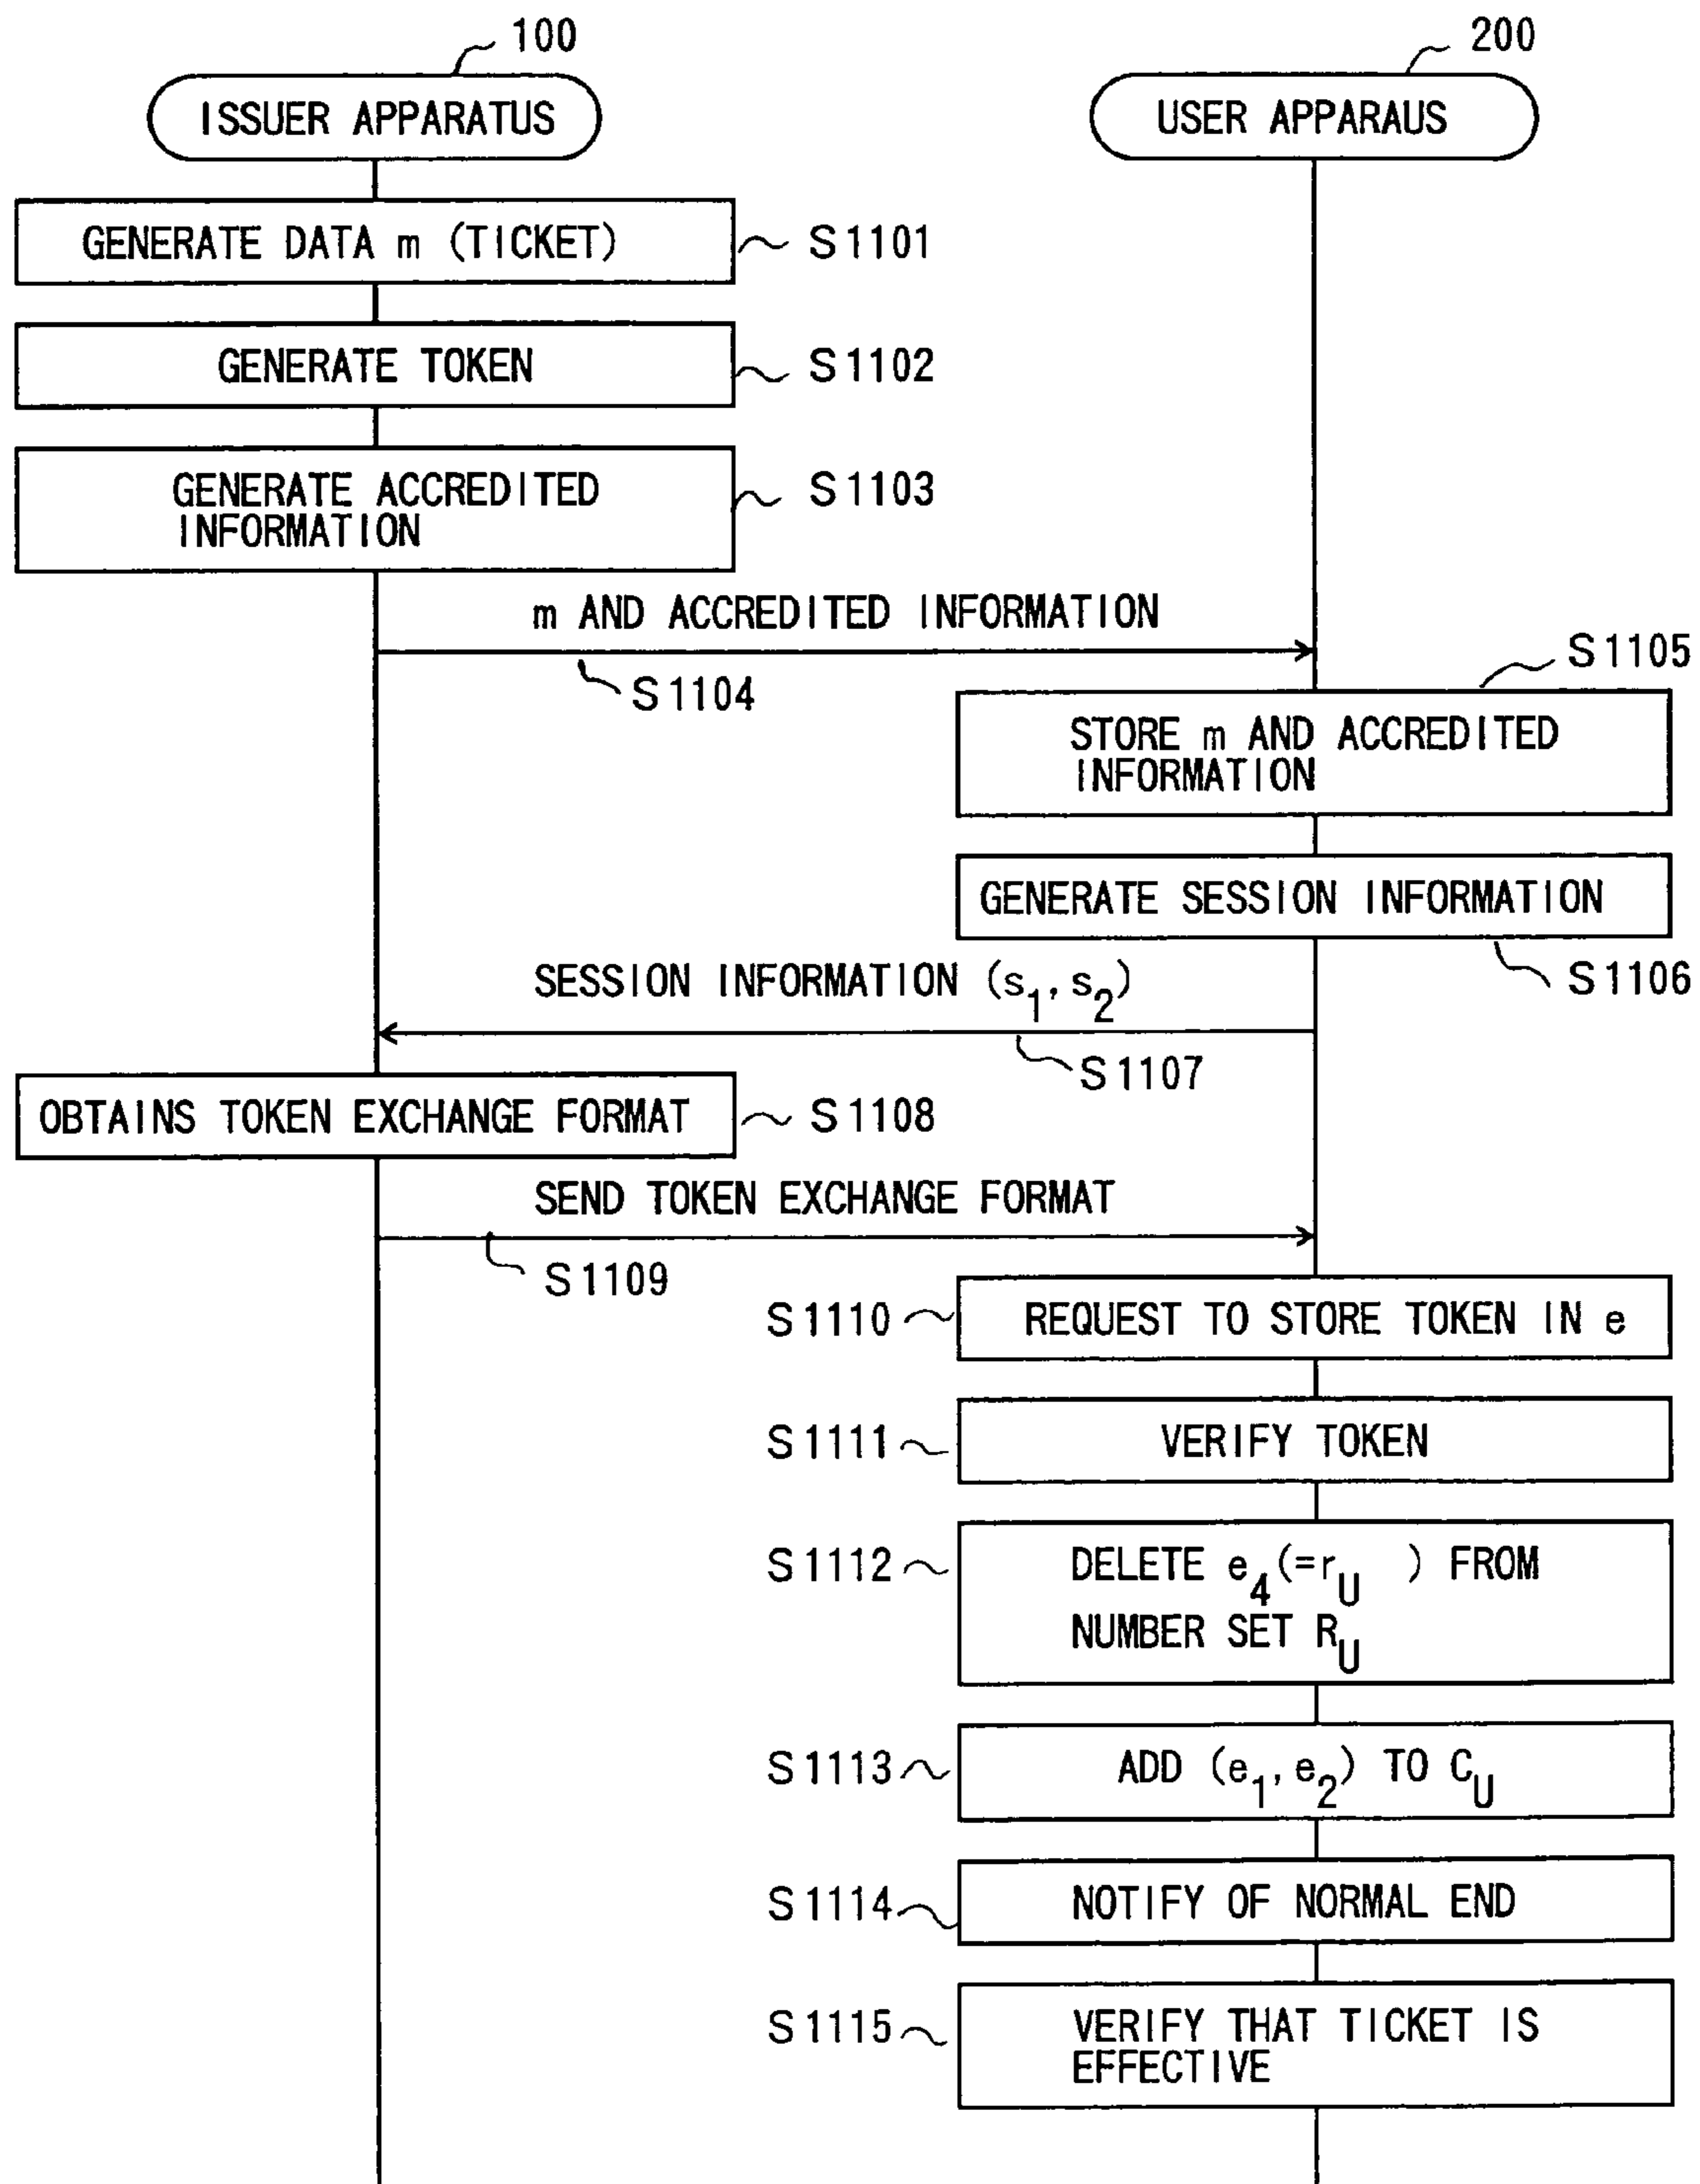 100
200
ISSUER APPARATUS
USER APPARAUS
GENERATE DATA m (TICKET)
S1101
GENERATE TOKEN
S1102
GENERATE ACCREDITED
INFORMATION
S1103
m AND ACCREDITED INFORMATION
S1104
S1105
STORE m AND ACCREDITED
INFORMATION
GENERATE SESSION INFORMATION
S1106
SESSION INFORMATION (s1, s2)
S1107
OBTAINS TOKEN EXCHANGE FORMAT
S1108
SEND TOKEN EXCHANGE FORMAT
S1109
S1110
REQUEST TO STORE TOKEN IN e
S1111
VERIFY TOKEN
S1112
DELETE e4(=rU ) FROM
NUMBER SET RU
S1113
ADD (e1, e2) TO CU
S1114
NOTIFY OF NORMAL END
S1115
VERIFY THAT TICKET IS
EFFECTIVE